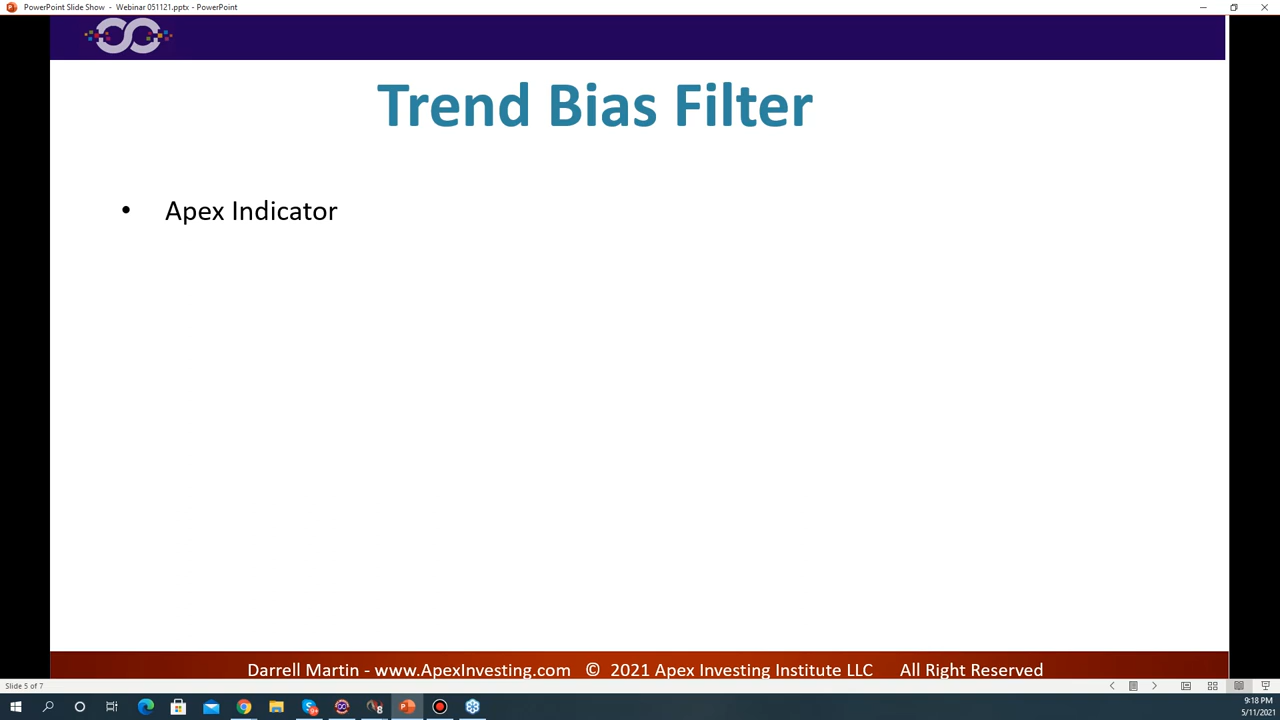 PowerPoint Slide Show - Webinar 051121.pptx - PowerPoint
Trend Bias Filter
• Apex Indicator
Darrell Martin - www.ApexInvesting.com © 2021 Apex Investing Institute LLC All Right Reserved
Slide 5 of 7
9:18 PM
5/11/2021